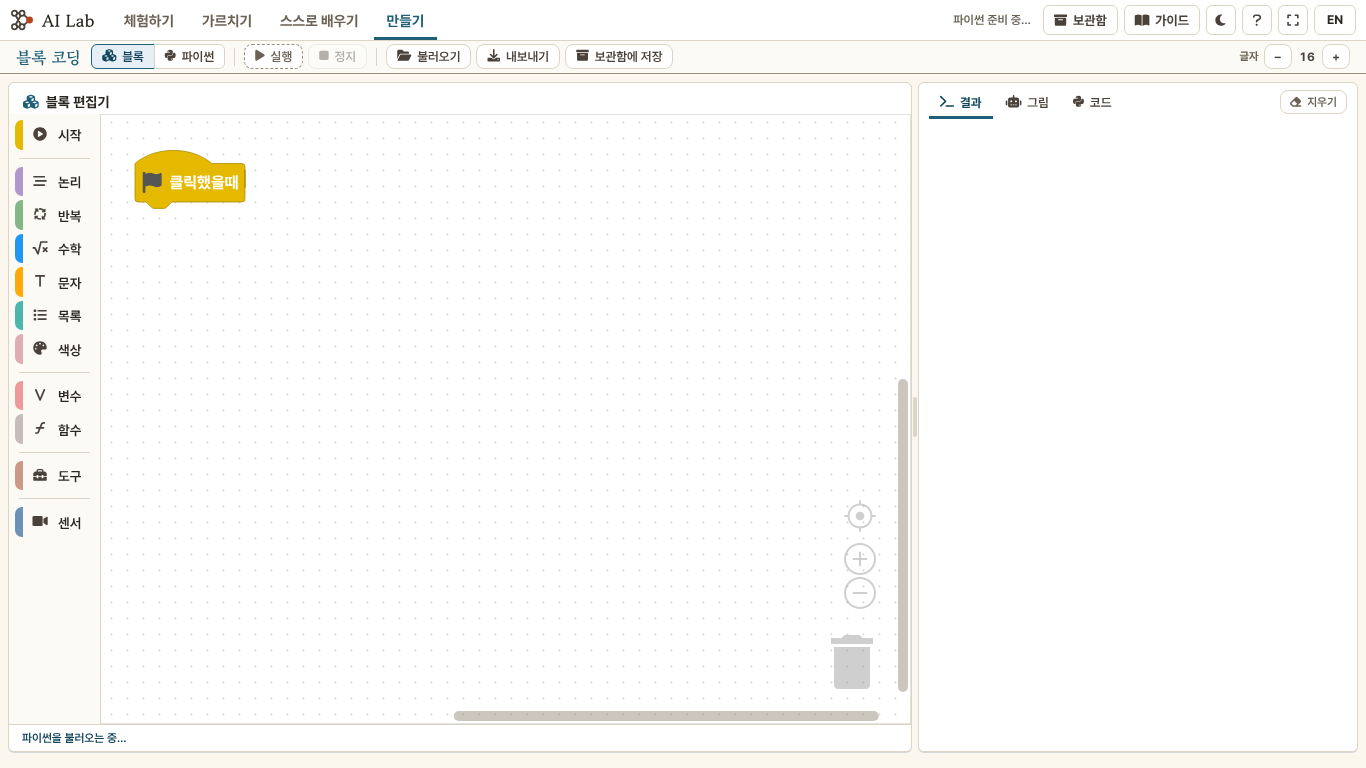 AI Lab 체험하기 가르치기 스스로 배우기 만들기 파이썬 준비 중... 보관함 가이드 ? EN
블록 코딩 블록 파이썬 실행 정지 불러오기 내보내기 보관함에 저장 글자 − 16 +
블록 편집기
결과 그림 코드 지우기
시작
클릭했을때
논리
반복
수학
문자
목록
색상
변수
함수
도구
센서
파이썬을 불러오는 중...